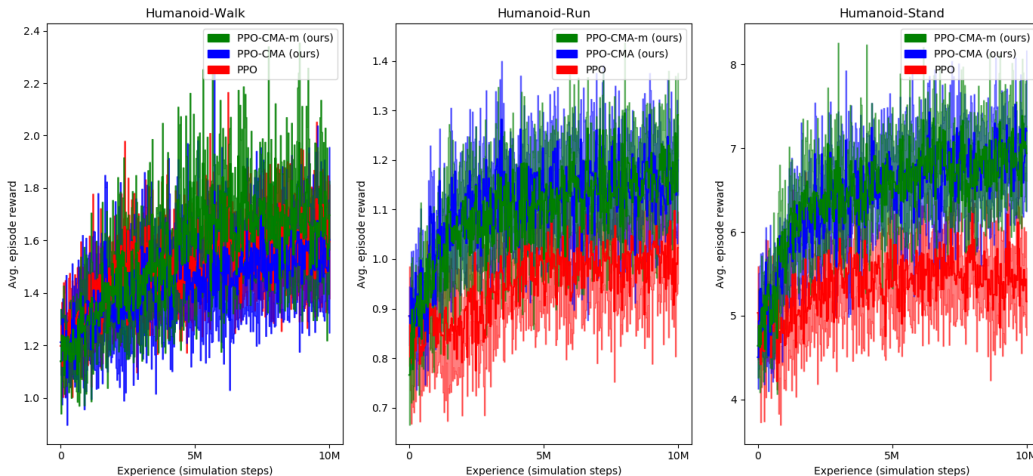 Humanoid-Walk
2.4
2.2
2.0
1.8
1.6
1.4
1.2
1.0
Avg. episode reward
PPO-CMA-m (ours)
PPO-CMA (ours)
PPO
0 5M 10M
Experience (simulation steps)
Humanoid-Run
1.4
1.3
1.2
1.1
1.0
0.9
0.8
0.7
Avg. episode reward
PPO-CMA-m (ours)
PPO-CMA (ours)
PPO
0 5M 10M
Experience (simulation steps)
Humanoid-Stand
8
7
6
5
4
Avg. episode reward
PPO-CMA-m (ours)
PPO-CMA (ours)
PPO
0 5M 10M
Experience (simulation steps)